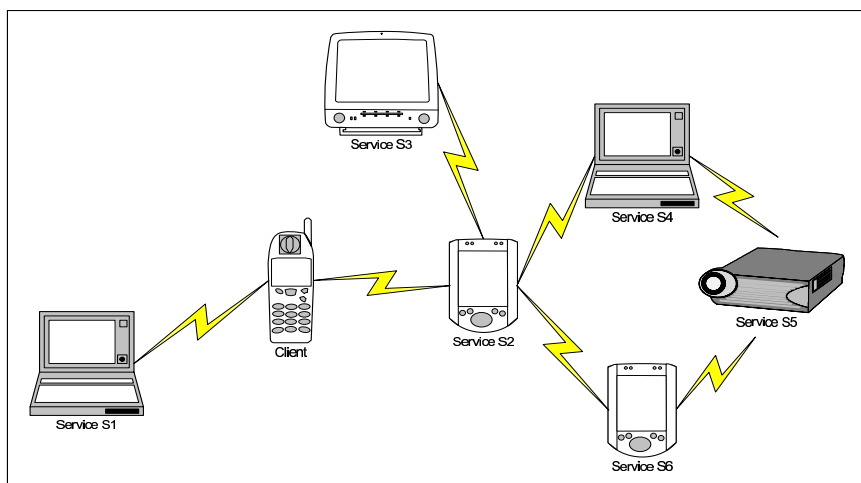 Service S3
Service S4
Service S5
Service S2
Client
Service S1
Service S6